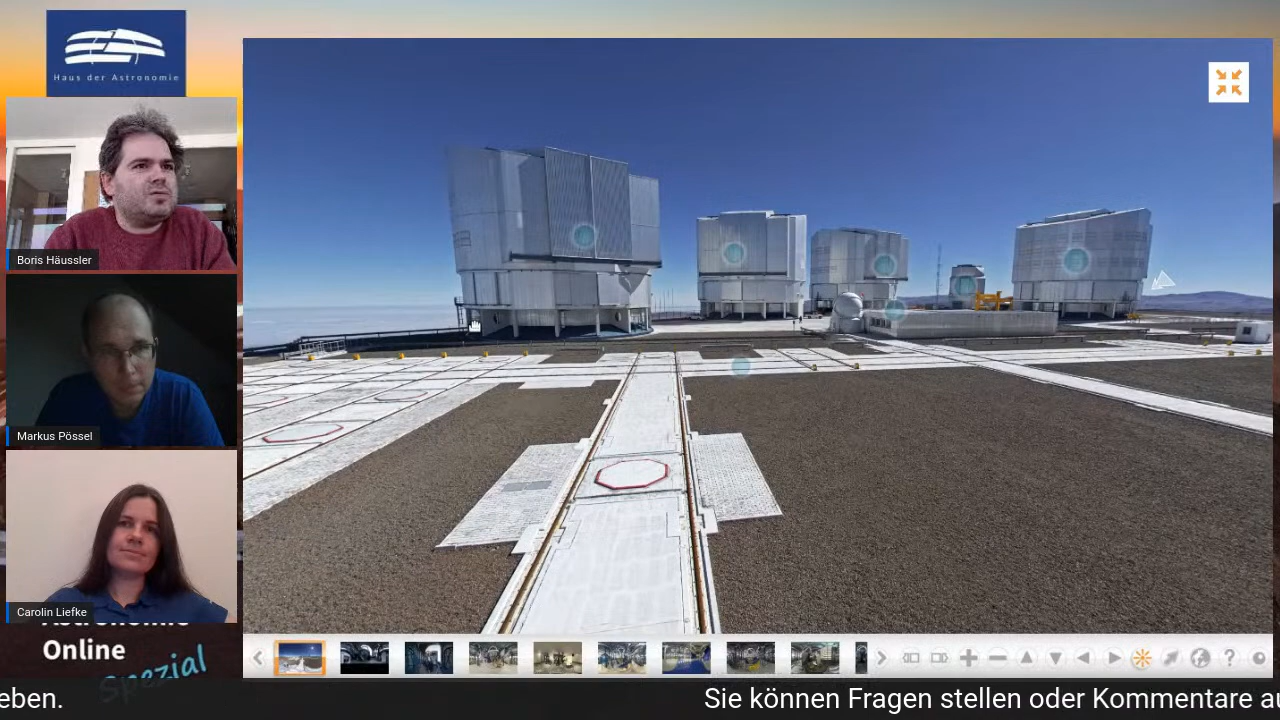 Haus der Astronomie
Boris Häussler
Markus Pössel
Carolin Liefke
Astronomie
Online
Spezial
eben.
Sie können Fragen stellen oder Kommentare au